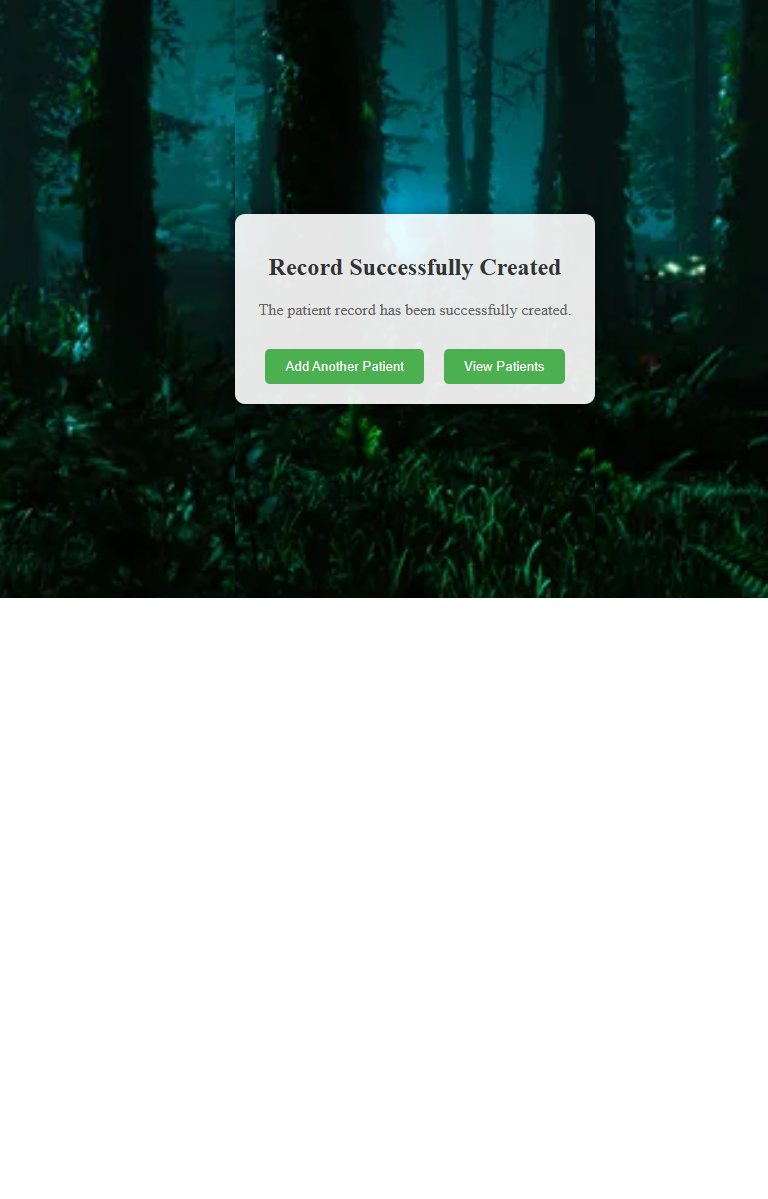 Record Successfully Created
The patient record has been successfully created.
Add Another Patient
View Patients